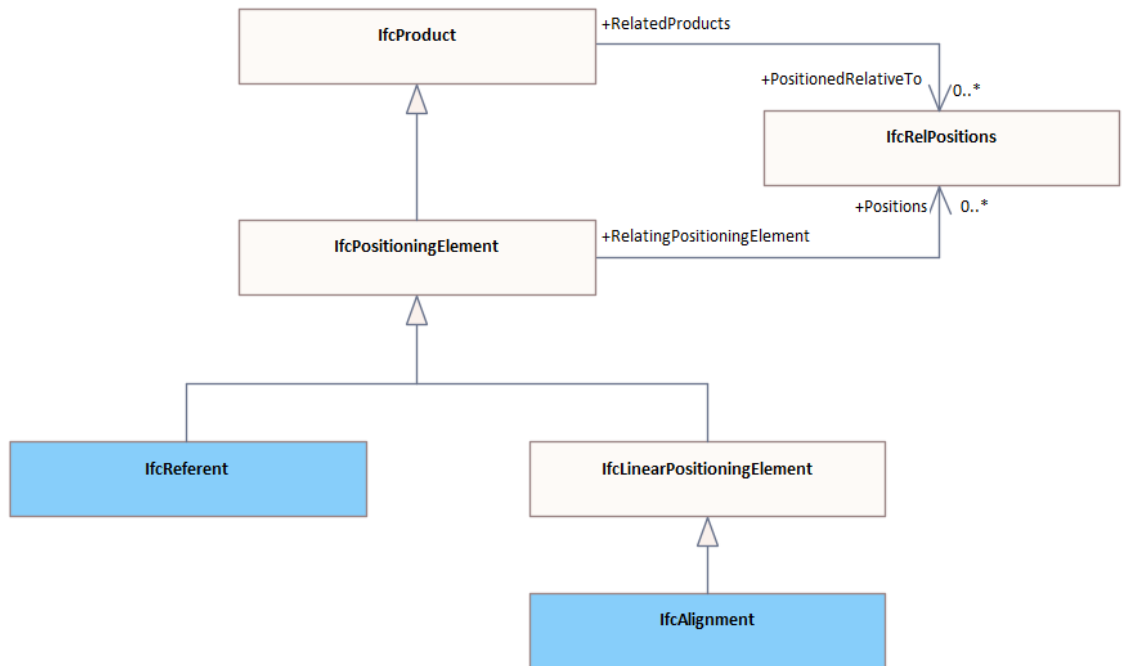 IfcProduct
+RelatedProducts
+PositionedRelativeTo
0..*
IfcRelPositions
+Positions
0..*
IfcPositioningElement
+RelatingPositioningElement
IfcReferent
IfcLinearPositioningElement
IfcAlignment